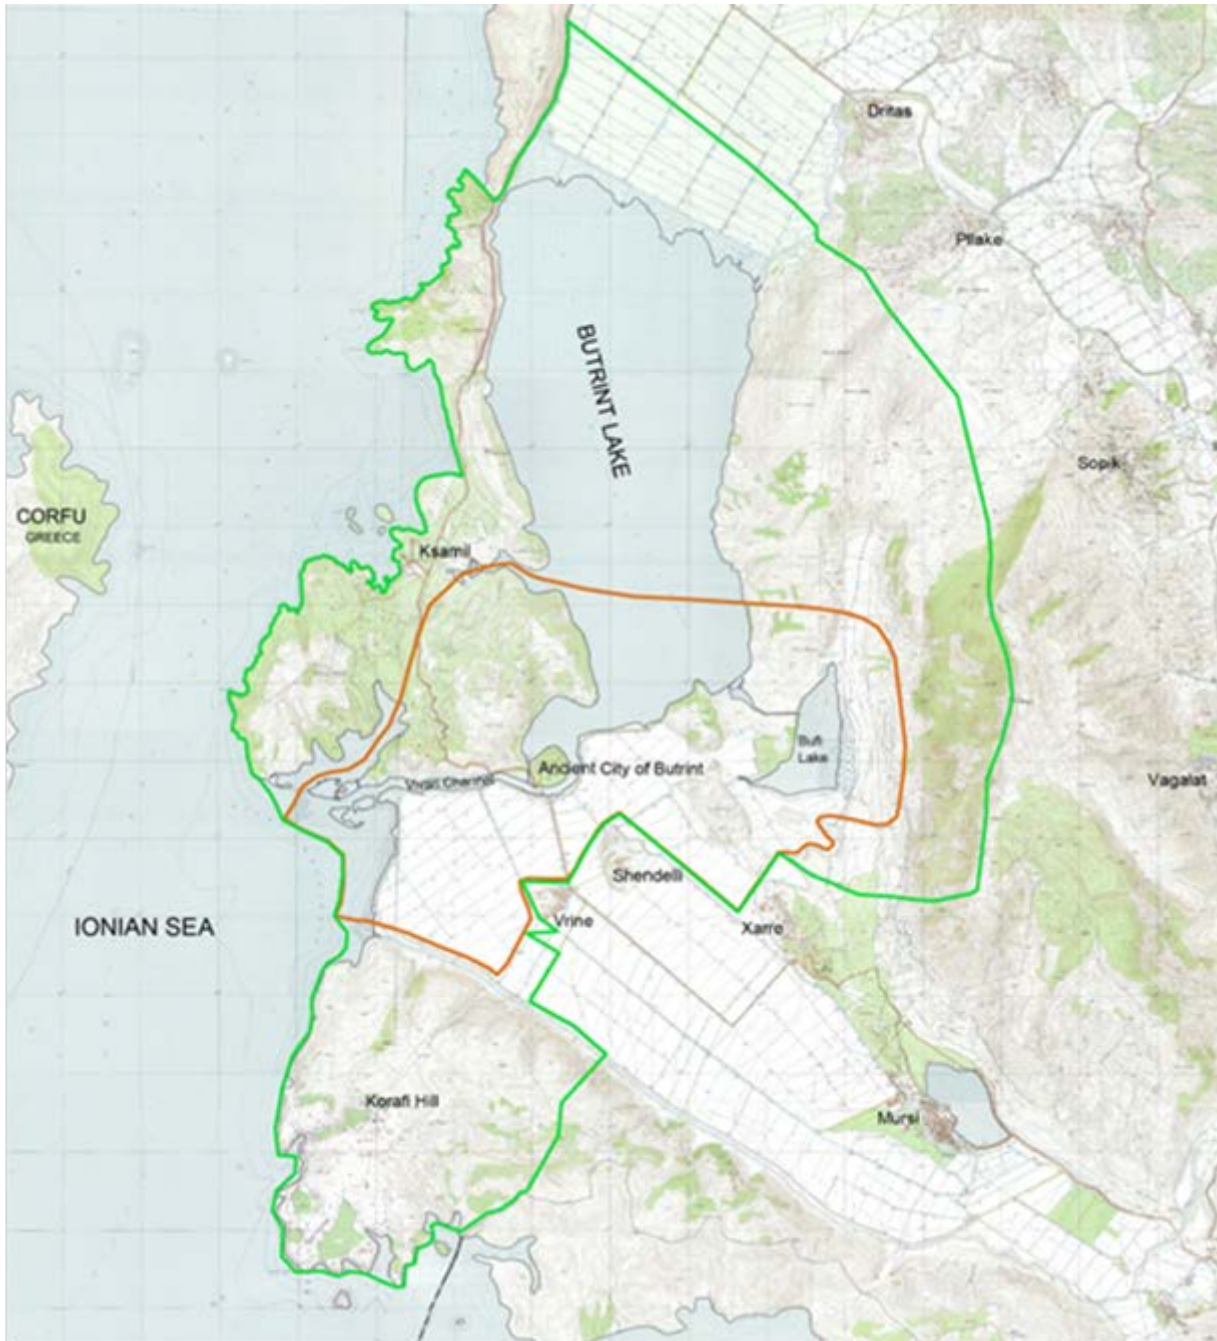 Dritas
Pllake
BUTRINT LAKE
Sopik
CORFU
GREECE
Ksamil
Bufi
Lake
Ancient City of Butrint
Vivari Channel
Vagalat
Shendelli
Vrine
Xarre
IONIAN SEA
Korafi Hill
Mursi